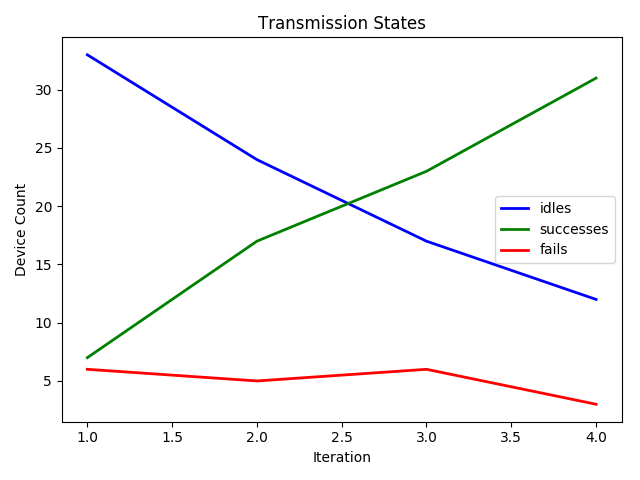 Transmission States
Device Count
30
25
20
15
10
5
idles
successes
fails
1.0 1.5 2.0 2.5 3.0 3.5 4.0
Iteration